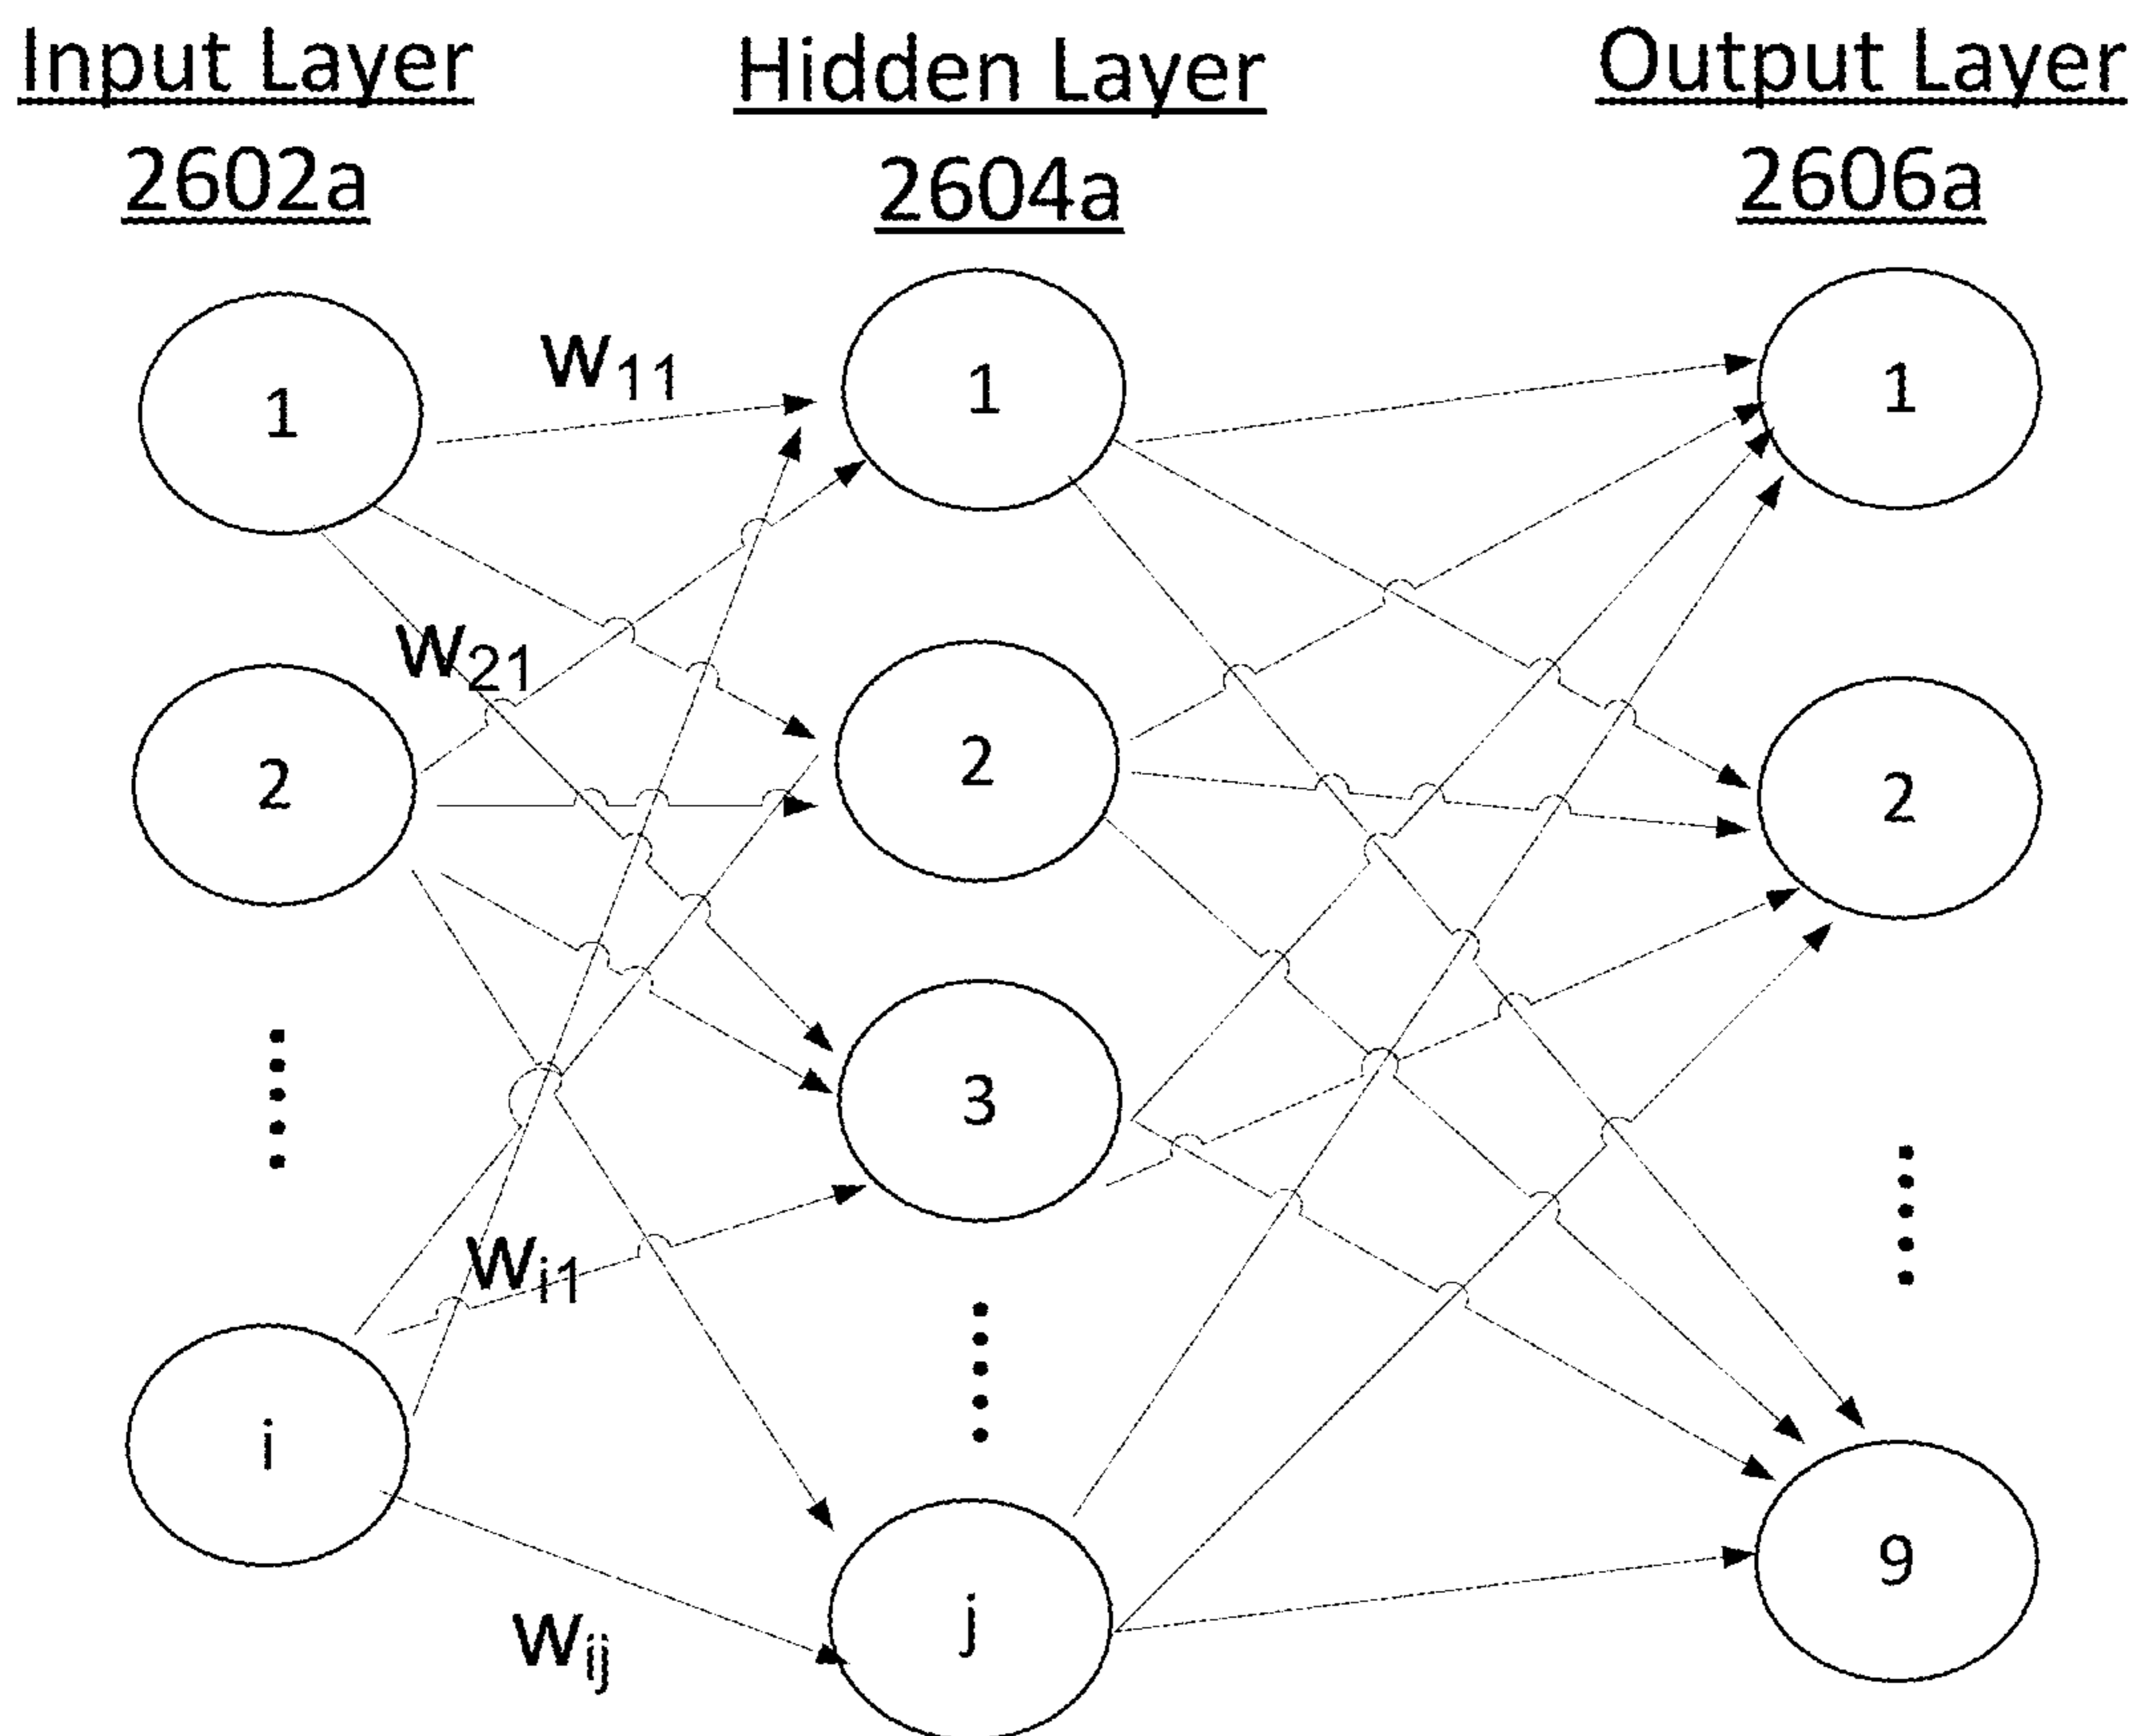 Input Layer
2602a
Hidden Layer
2604a
Output Layer
2606a
1
2
i
w11
w21
wi1
wij
1
2
3
j
1
2
9